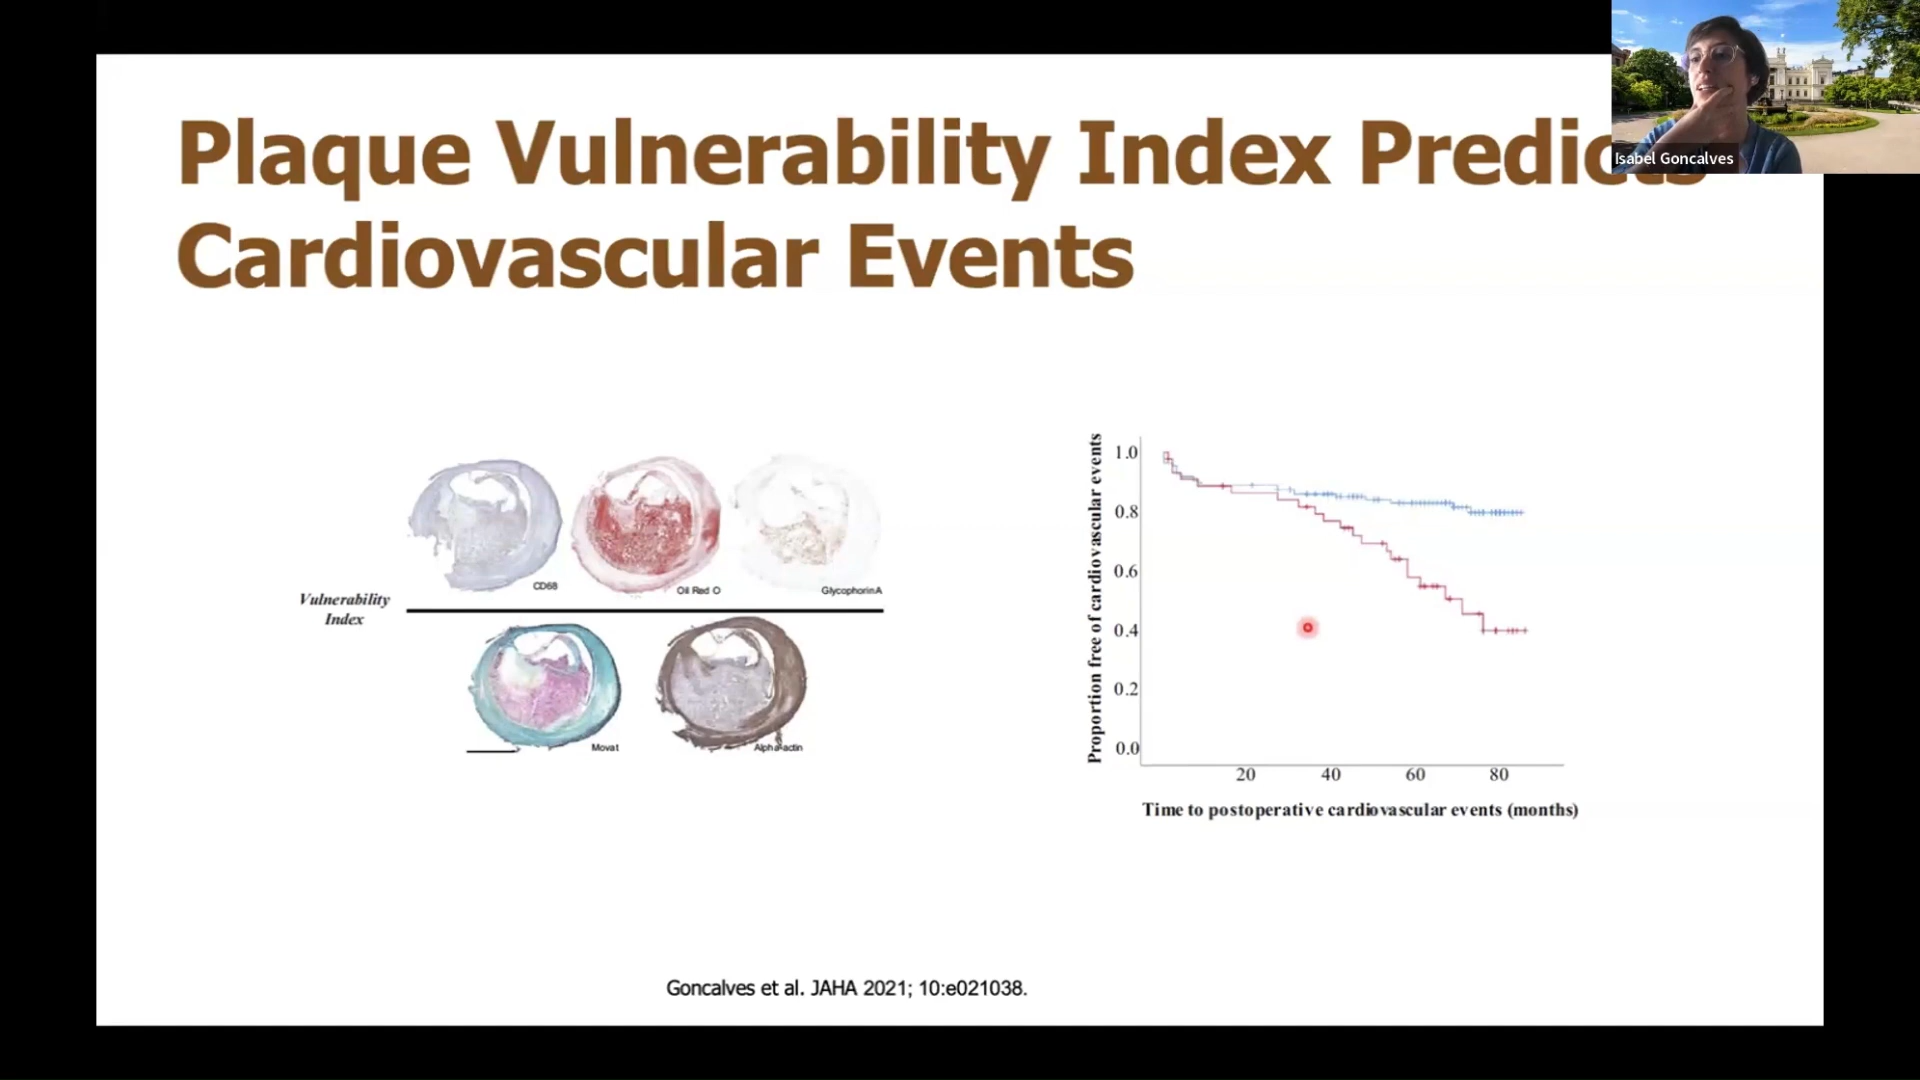 Plaque Vulnerability Index Predicts
Cardiovascular Events
Isabel Goncalves
CD68
Oil Red O
GlycophorinA
Vulnerability
Index
Movat
Alpha-actin
Proportion free of cardiovascular events
1.0
0.8
0.6
0.4
0.2
0.0
20 40 60 80
Time to postoperative cardiovascular events (months)
Goncalves et al. JAHA 2021; 10:e021038.